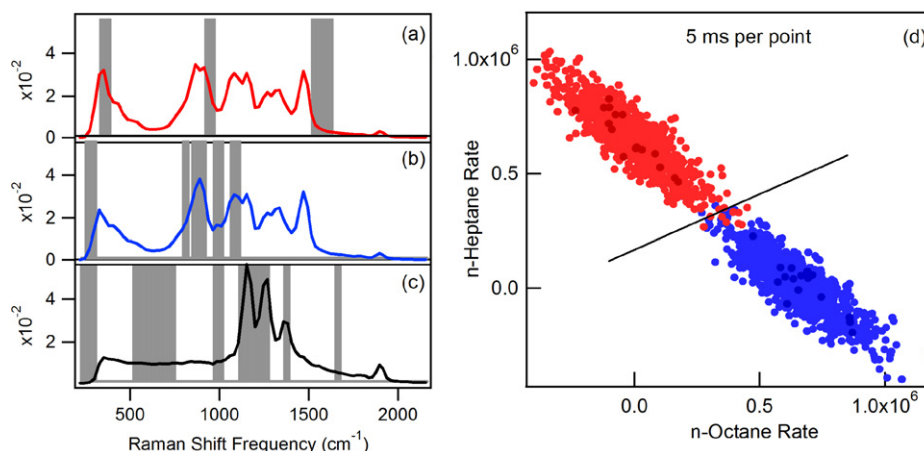 (a)
x10⁻²
4
2
0
(b)
x10⁻²
4
2
0
(c)
x10⁻²
4
2
500 1000 1500 2000
Raman Shift Frequency (cm⁻¹)
5 ms per point (d)
n-Heptane Rate
1.0x10⁶
0.5
0.0
0.0 0.5 1.0x10⁶
n-Octane Rate